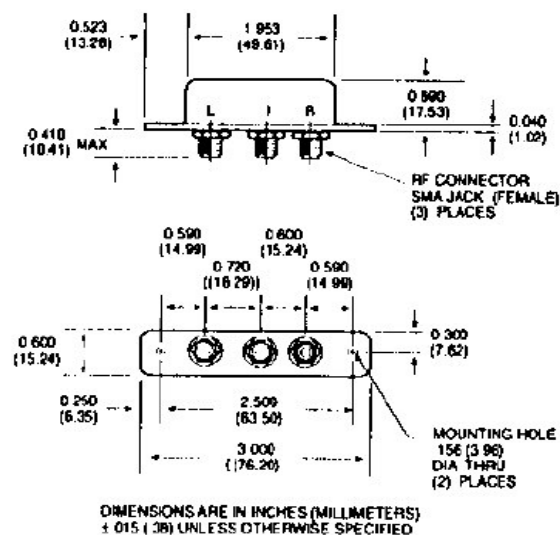 0.523
(13.28)
1.953
(49.61)
L I R
0.690
(17.53)
0.040
(1.02)
0.410
(10.41)
MAX
RF CONNECTOR
SMA JACK (FEMALE)
(3) PLACES
0.590
(14.99)
0.600
(15.24)
0.720
((18.29))
0.590
(14.99)
0.600
(15.24)
0.300
(7.62)
0.250
(6.35)
2.500
(63.50)
3.000
((76.20)
MOUNTING HOLE
.156 (3.96)
DIA THRU
(2) PLACES
DIMENSIONS ARE IN INCHES (MILLIMETERS)
± .015 (.38) UNLESS OTHERWISE SPECIFIED